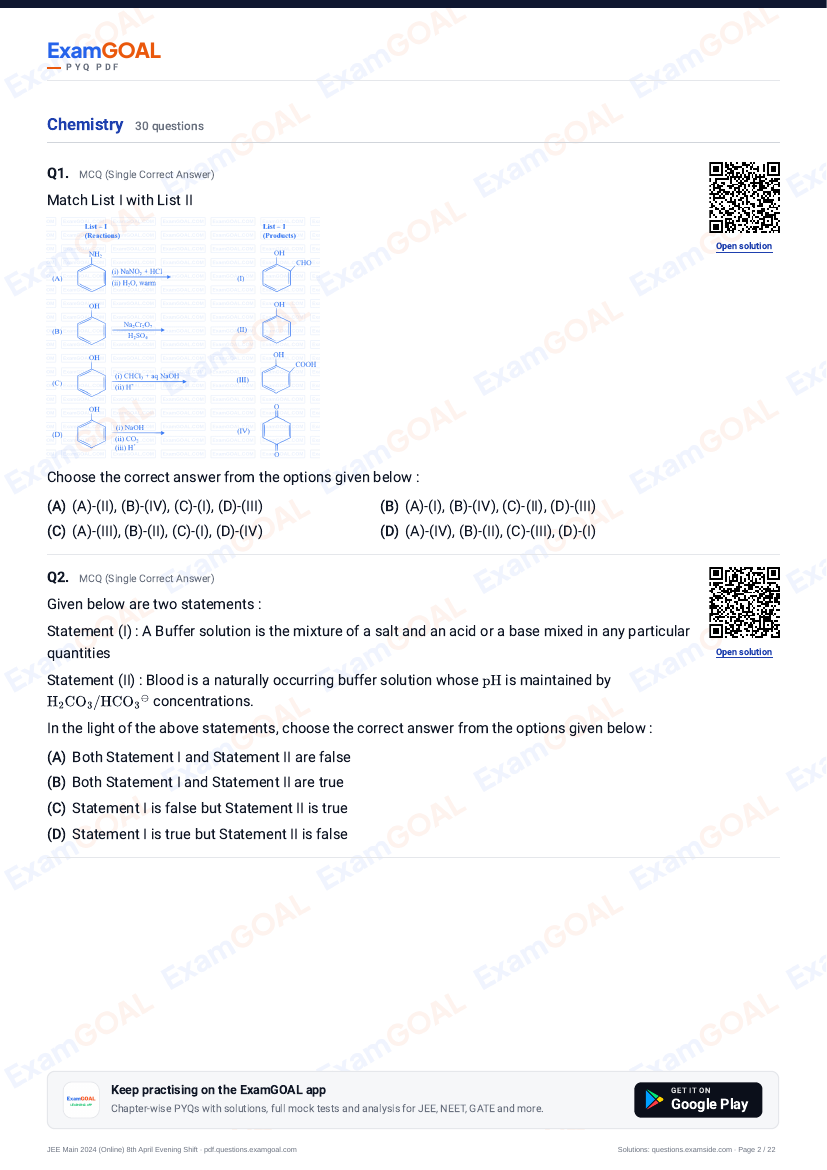 ExamGOAL
PYQ PDF
Chemistry 30 questions
Q1. MCQ (Single Correct Answer)
Match List I with List II
Open solution
List – I
(Reactions)
List – I
(Products)
(A) NH₂ (i) NaNO₂ + HCl
(ii) H₂O, warm
(I) OH CHO
(B) OH Na₂Cr₂O₇
H₂SO₄
(II) OH
(C) OH (i) CHCl₃ + aq NaOH
(ii) H⁺
(III) OH COOH
(D) OH (i) NaOH
(ii) CO₂
(iii) H⁺
(IV) O
O
Choose the correct answer from the options given below :
(A) (A)-(II), (B)-(IV), (C)-(I), (D)-(III)
(B) (A)-(I), (B)-(IV), (C)-(II), (D)-(III)
(C) (A)-(III), (B)-(II), (C)-(I), (D)-(IV)
(D) (A)-(IV), (B)-(II), (C)-(III), (D)-(I)
Q2. MCQ (Single Correct Answer)
Given below are two statements :
Open solution
Statement (I) : A Buffer solution is the mixture of a salt and an acid or a base mixed in any particular
quantities
Statement (II) : Blood is a naturally occurring buffer solution whose pH is maintained by
H₂CO₃/HCO₃⊖ concentrations.
In the light of the above statements, choose the correct answer from the options given below :
(A) Both Statement I and Statement II are false
(B) Both Statement I and Statement II are true
(C) Statement I is false but Statement II is true
(D) Statement I is true but Statement II is false
ExamGOAL
Keep practising on the ExamGOAL app
Chapter-wise PYQs with solutions, full mock tests and analysis for JEE, NEET, GATE and more.
GET IT ON
Google Play
JEE Main 2024 (Online) 8th April Evening Shift · pdf.questions.examgoal.com
Solutions: questions.examside.com · Page 2 / 22